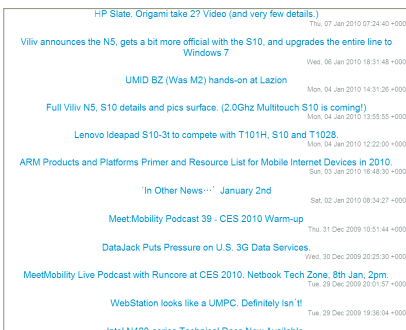 HP Slate. Origami take 2? Video (and very few details.)
Thu, 07 Jan 2010 07:24:40 +000
Viliv announces the N5, gets a bit more official with the S10, and upgrades the entire line to
Windows 7
Wed, 06 Jan 2010 18:31:46 +000
UMID BZ (Was M2) hands-on at Lazion
Mon, 04 Jan 2010 14:31:26 +000
Full Viliv N5, S10 details and pics surface. (2.0Ghz Multitouch S10 is coming!)
Mon, 04 Jan 2010 13:55:55 +000
Lenovo Ideapad S10-3t to compete with T101H, S10 and T1028.
Mon, 04 Jan 2010 12:22:00 +000
ARM Products and Platforms Primer and Resource List for Mobile Internet Devices in 2010.
Sun, 03 Jan 2010 16:48:30 +000
´In Other News…´ January 2nd
Sat, 02 Jan 2010 08:34:27 +000
Meet:Mobility Podcast 39 - CES 2010 Warm-up
Thu, 31 Dec 2009 10:51:44 +000
DataJack Puts Pressure on U.S. 3G Data Services.
Wed, 30 Dec 2009 20:25:30 +000
MeetMobility Live Podcast with Runcore at CES 2010. Netbook Tech Zone, 8th Jan, 2pm.
Tue, 29 Dec 2009 20:01:57 +000
WebStation looks like a UMPC. Definitely Isn´t!
Tue, 29 Dec 2009 19:36:04 +000